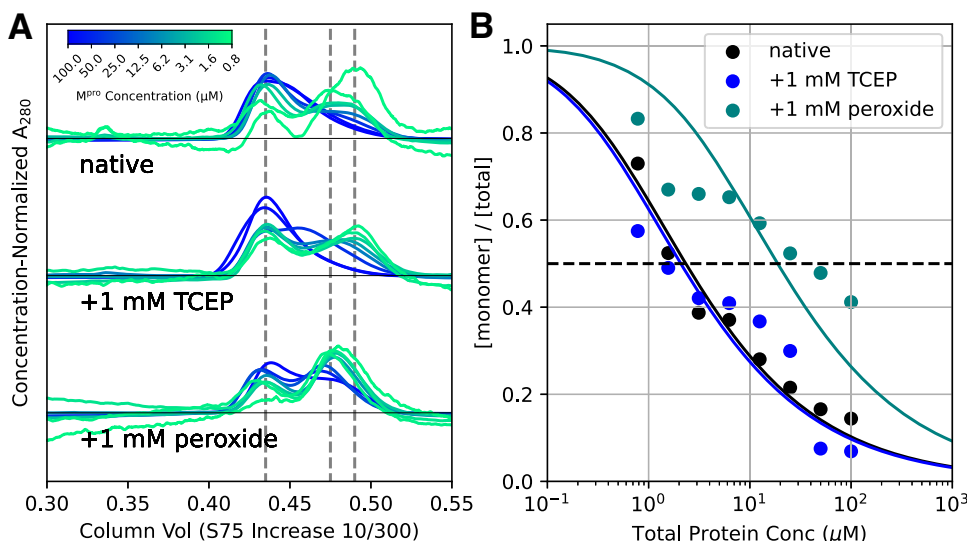 A
100.0 50.0 25.0 12.5 6.2 3.1 1.6 0.8
Mᵖʳᵒ Concentration (μM)
native
+1 mM TCEP
+1 mM peroxide
Concentration-Normalized A₂₈₀
0.30 0.35 0.40 0.45 0.50 0.55
Column Vol (S75 Increase 10/300)
B
native
+1 mM TCEP
+1 mM peroxide
[monomer] / [total]
1.0
0.8
0.6
0.4
0.2
0.0
10⁻¹ 10⁰ 10¹ 10² 10³
Total Protein Conc (μM)